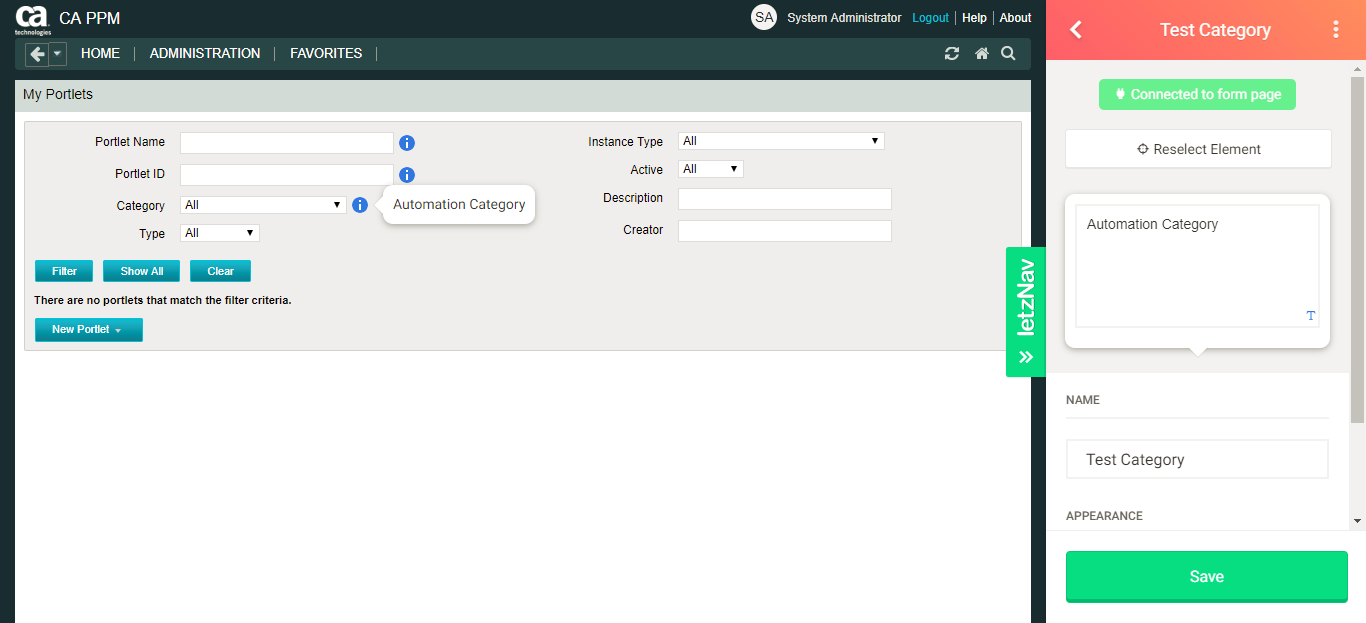 ca technologies CA PPM
SA System Administrator Logout Help About
HOME ADMINISTRATION FAVORITES
My Portlets
Portlet Name
Portlet ID
Category All
Automation Category
Type All
Instance Type All
Active All
Description
Creator
Filter Show All Clear
There are no portlets that match the filter criteria.
New Portlet
letzNav
Test Category
Connected to form page
Reselect Element
Automation Category
T
NAME
Test Category
APPEARANCE
Save